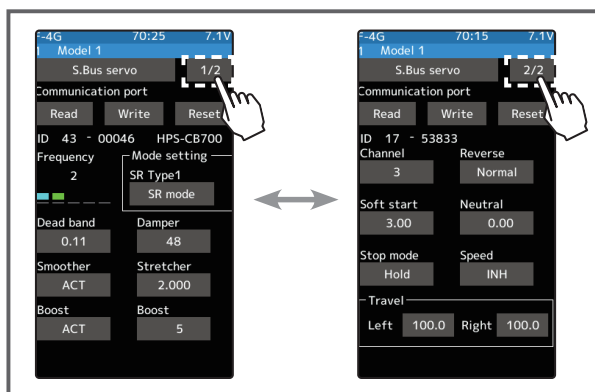 F-4G 70:25 7.1V
1 Model 1
S.Bus servo 1/2
Communication port
Read Write Reset
ID 43 - 00046 HPS-CB700
Frequency Mode setting
2 SR Type1
SR mode
Dead band Damper
0.11 48
Smoother Stretcher
ACT 2.000
Boost Boost
ACT 5
F-4G 70:15 7.1V
1 Model 1
S.Bus servo 2/2
Communication port
Read Write Reset
ID 17 - 53833
Channel Reverse
3 Normal
Soft start Neutral
3.00 0.00
Stop mode Speed
Hold INH
Travel
Left 100.0 Right 100.0